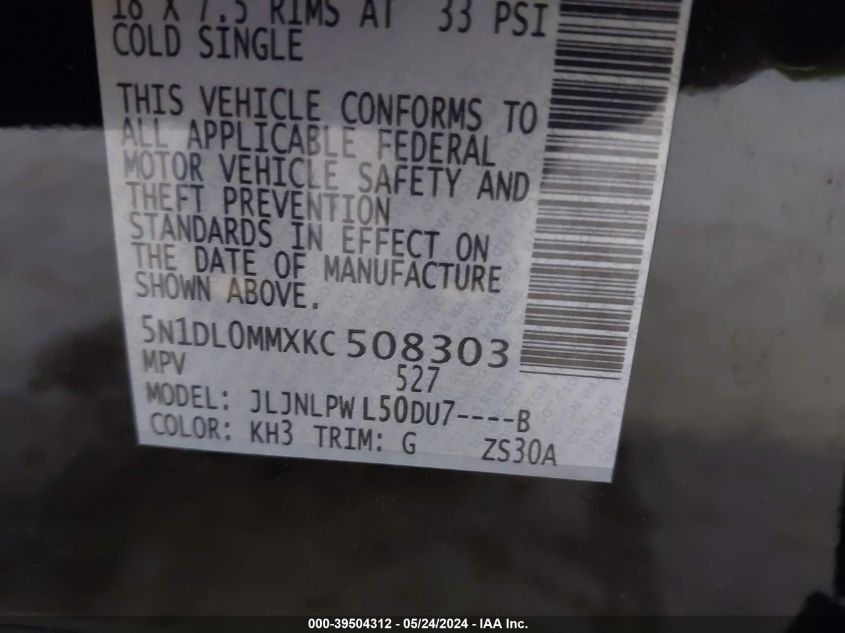 18 X 7.5 RIMS AT 33 PSI
COLD SINGLE
THIS VEHICLE CONFORMS TO
ALL APPLICABLE FEDERAL
MOTOR VEHICLE SAFETY AND
THEFT PREVENTION
STANDARDS IN EFFECT ON
THE DATE OF MANUFACTURE
SHOWN ABOVE.
5N1DL0MMXKC508303
MPV 527
MODEL: JLJNLPW L50DU7----B
COLOR: KH3 TRIM: G ZS30A
000-39504312 / 05/24/2024 - IAA Inc.